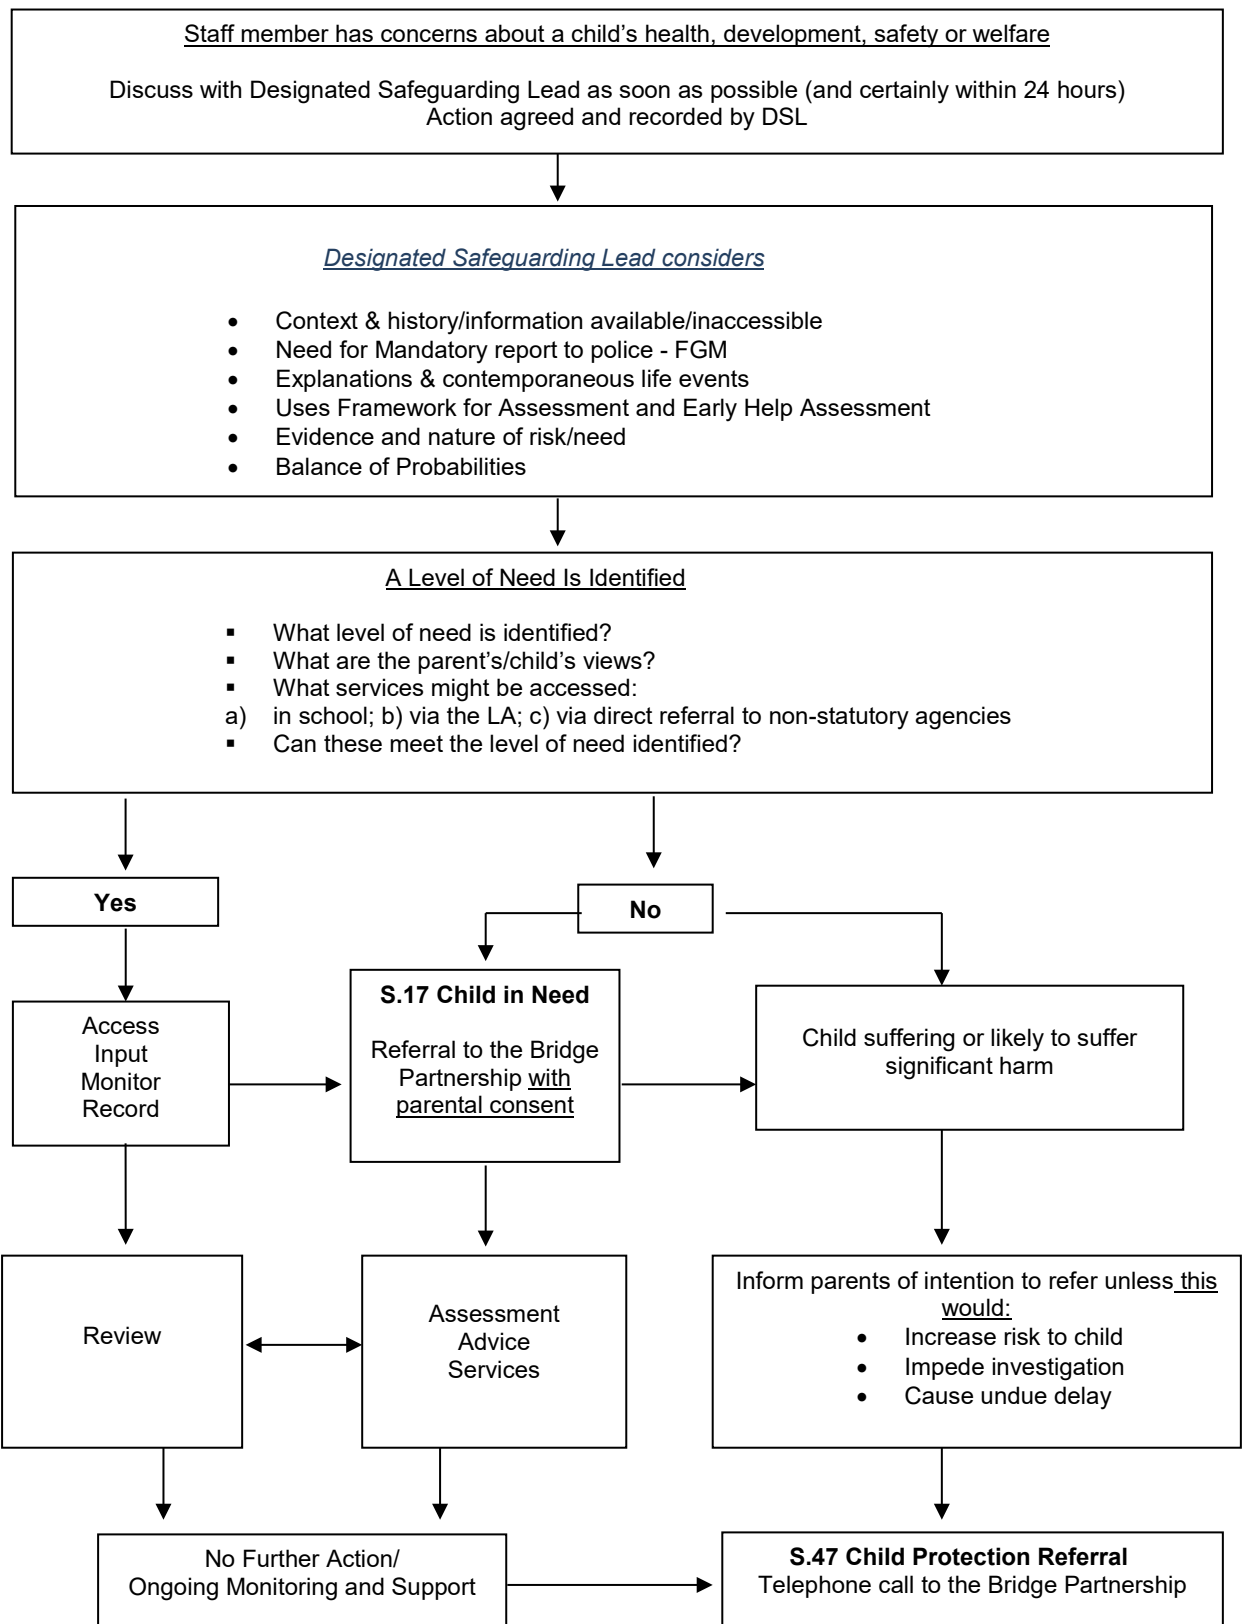 Staff member has concerns about a child's health, development, safety or welfare
Discuss with Designated Safeguarding Lead as soon as possible (and certainly within 24 hours)
Action agreed and recorded by DSL
Designated Safeguarding Lead considers
• Context & history/information available/inaccessible
• Need for Mandatory report to police - FGM
• Explanations & contemporaneous life events
• Uses Framework for Assessment and Early Help Assessment
• Evidence and nature of risk/need
• Balance of Probabilities
A Level of Need Is Identified
▪ What level of need is identified?
▪ What are the parent's/child's views?
▪ What services might be accessed:
a) in school; b) via the LA; c) via direct referral to non-statutory agencies
▪ Can these meet the level of need identified?
Yes
No
Access
Input
Monitor
Record
S.17 Child in Need
Referral to the Bridge
Partnership with
parental consent
Child suffering or likely to suffer
significant harm
Review
Assessment
Advice
Services
Inform parents of intention to refer unless this
would:
• Increase risk to child
• Impede investigation
• Cause undue delay
No Further Action/
Ongoing Monitoring and Support
S.47 Child Protection Referral
Telephone call to the Bridge Partnership